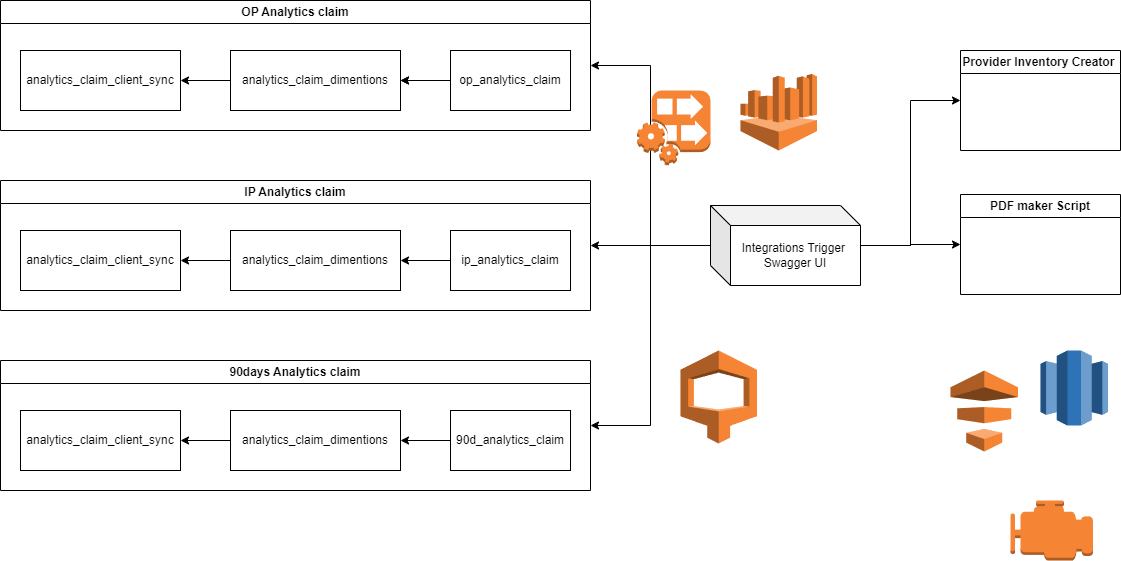 OP Analytics claim
analytics_claim_client_sync
analytics_claim_dimentions
op_analytics_claim
Provider Inventory Creator
IP Analytics claim
analytics_claim_client_sync
analytics_claim_dimentions
ip_analytics_claim
Integrations Trigger
Swagger UI
PDF maker Script
90days Analytics claim
analytics_claim_client_sync
analytics_claim_dimentions
90d_analytics_claim